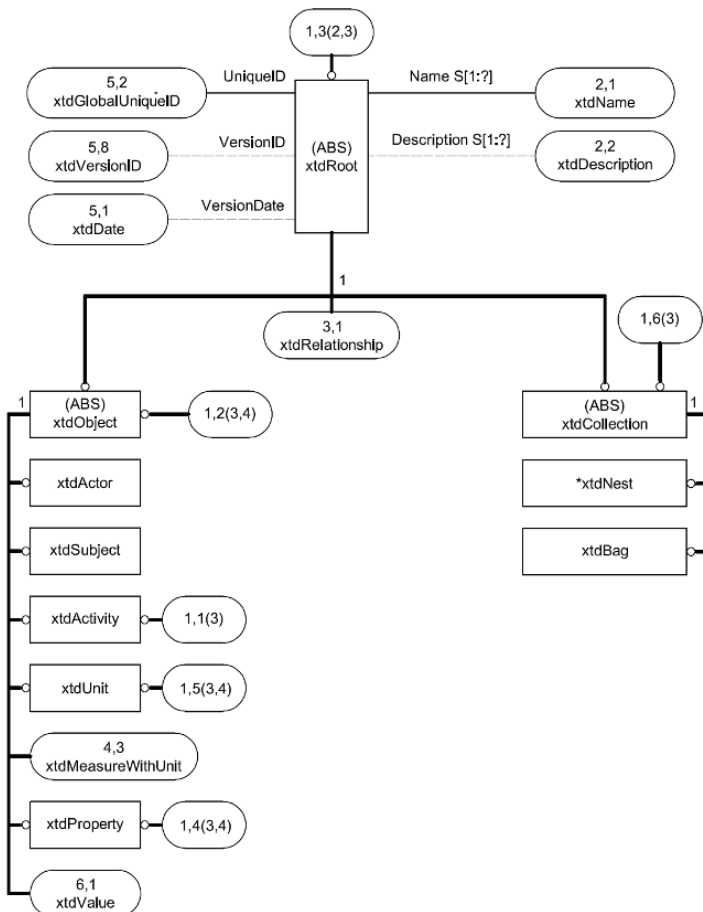 1,3(2,3)
5,2
xtdGlobalUniqueID
UniqueID
Name S[1:?]
2,1
xtdName
5,8
xtdVersionID
VersionID
(ABS)
xtdRoot
Description S[1:?]
2,2
xtdDescription
5,1
xtdDate
VersionDate
1
3,1
xtdRelationship
1,6(3)
1
(ABS)
xtdObject
1,2(3,4)
(ABS)
xtdCollection
1
xtdActor
*xtdNest
xtdSubject
xtdBag
xtdActivity
1,1(3)
xtdUnit
1,5(3,4)
4,3
xtdMeasureWithUnit
xtdProperty
1,4(3,4)
6,1
xtdValue